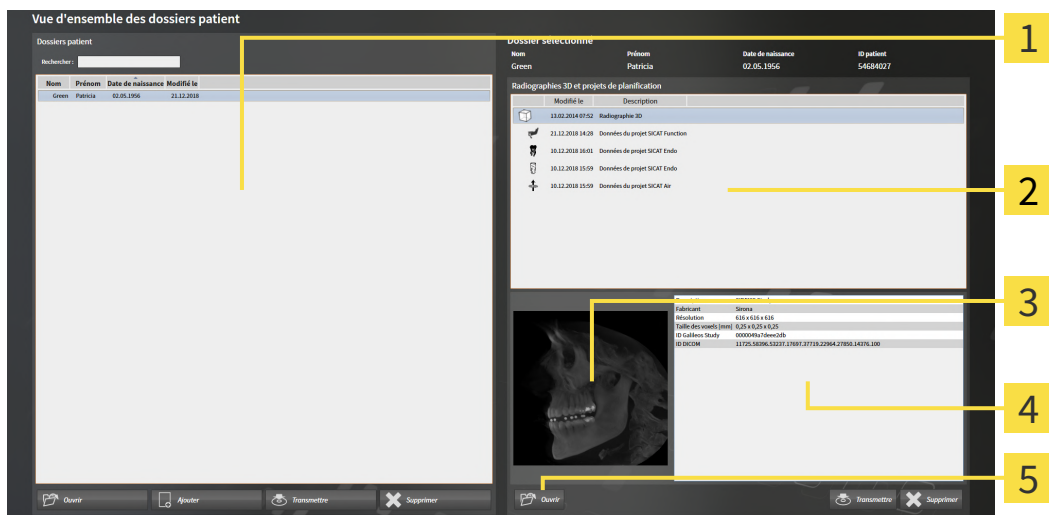 Vue d'ensemble des dossiers patient
Dossiers patient
Rechercher:
Nom Prénom Date de naissance Modifié le
Green Patricia 02.05.1956 21.12.2018
Ouvrir Ajouter Transmettre Supprimer
Dossier sélectionné
Nom Prénom Date de naissance ID patient
Green Patricia 02.05.1956 54684027
Radiographies 3D et projets de planification
Modifié le Description
13.02.2014 07:52 Radiographie 3D
21.12.2018 14:28 Données du projet SICAT Function
10.12.2018 16:01 Données de projet SICAT Endo
10.12.2018 15:59 Données de projet SICAT Endo
10.12.2018 15:59 Données du projet SICAT Air
Fabricant Sirona
Résolution 616 x 616 x 616
Taille des voxels (mm) 0,25 x 0,25 x 0,25
ID Galileos Study 0000049a7deee2db
ID DICOM 11725.58396.53237.17697.37719.22964.27850.14376.100
Ouvrir Transmettre Supprimer
1
2
3
4
5